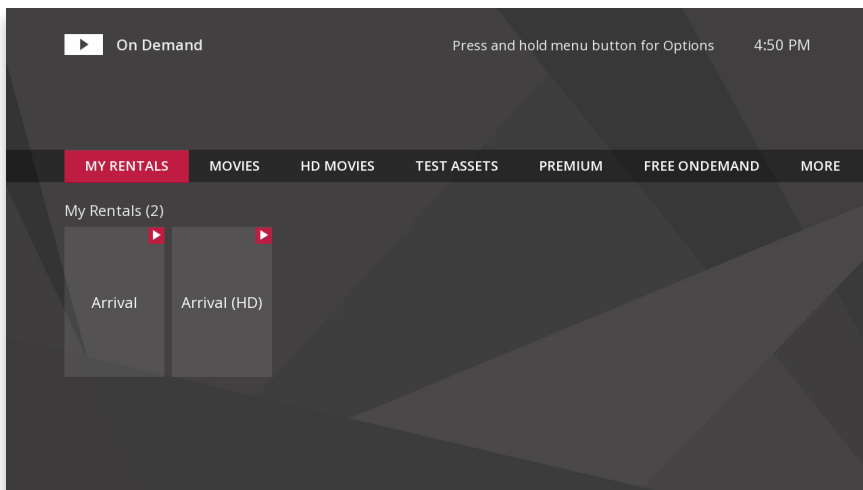 On Demand Press and hold menu button for Options 4:50 PM
MY RENTALS MOVIES HD MOVIES TEST ASSETS PREMIUM FREE ONDEMAND MORE
My Rentals (2)
Arrival Arrival (HD)